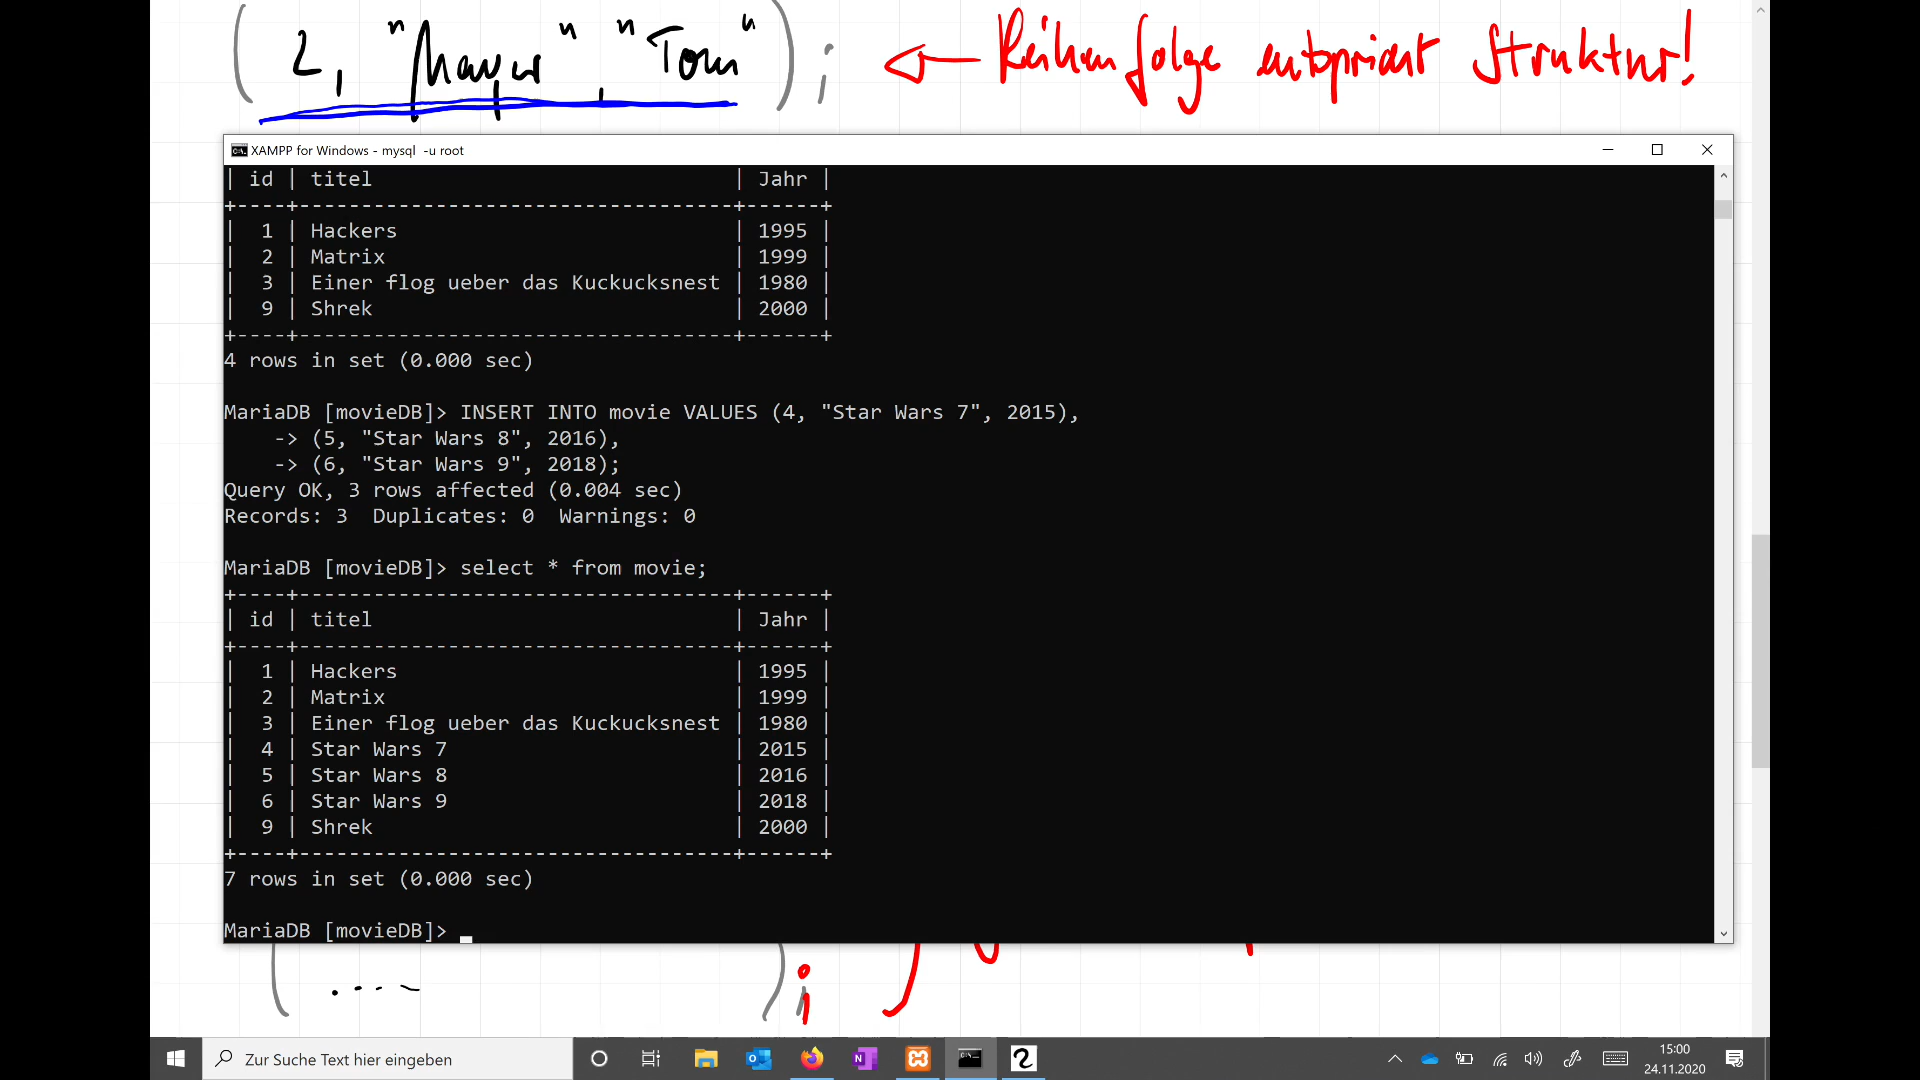 2, "Mayer", "Tom" ); ← Reihenfolge entspricht Struktur!
XAMPP for Windows - mysql  -u root
| id | titel                             | Jahr |
+----+-----------------------------------+------+
|  1 | Hackers                           | 1995 |
|  2 | Matrix                            | 1999 |
|  3 | Einer flog ueber das Kuckucksnest | 1980 |
|  9 | Shrek                             | 2000 |
+----+-----------------------------------+------+
4 rows in set (0.000 sec)
MariaDB [movieDB]> INSERT INTO movie VALUES (4, "Star Wars 7", 2015),
    -> (5, "Star Wars 8", 2016),
    -> (6, "Star Wars 9", 2018);
Query OK, 3 rows affected (0.004 sec)
Records: 3  Duplicates: 0  Warnings: 0
MariaDB [movieDB]> select * from movie;
+----+-----------------------------------+------+
| id | titel                             | Jahr |
+----+-----------------------------------+------+
|  1 | Hackers                           | 1995 |
|  2 | Matrix                            | 1999 |
|  3 | Einer flog ueber das Kuckucksnest | 1980 |
|  4 | Star Wars 7                       | 2015 |
|  5 | Star Wars 8                       | 2016 |
|  6 | Star Wars 9                       | 2018 |
|  9 | Shrek                             | 2000 |
+----+-----------------------------------+------+
7 rows in set (0.000 sec)
MariaDB [movieDB]>
( .... );
Zur Suche Text hier eingeben
15:00
24.11.2020